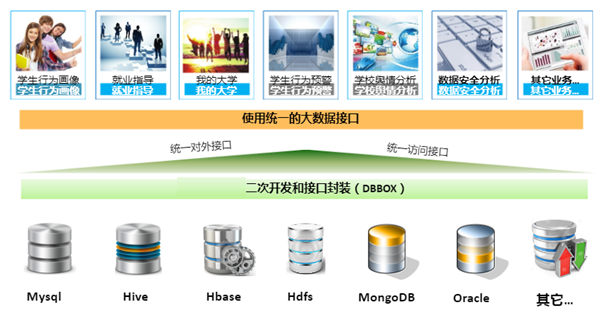 学生行为画像
学生行为画像
就业指导
就业指导
我的大学
我的大学
学生行为预警
学生行为预警
学校舆情分析
学校舆情分析
数据安全分析
数据安全分析
其它业务...
其它业务...
使用统一的大数据接口
统一对外接口
统一访问接口
二次开发和接口封装（DBBOX）
Mysql
Hive
Hbase
Hdfs
MongoDB
Oracle
其它...